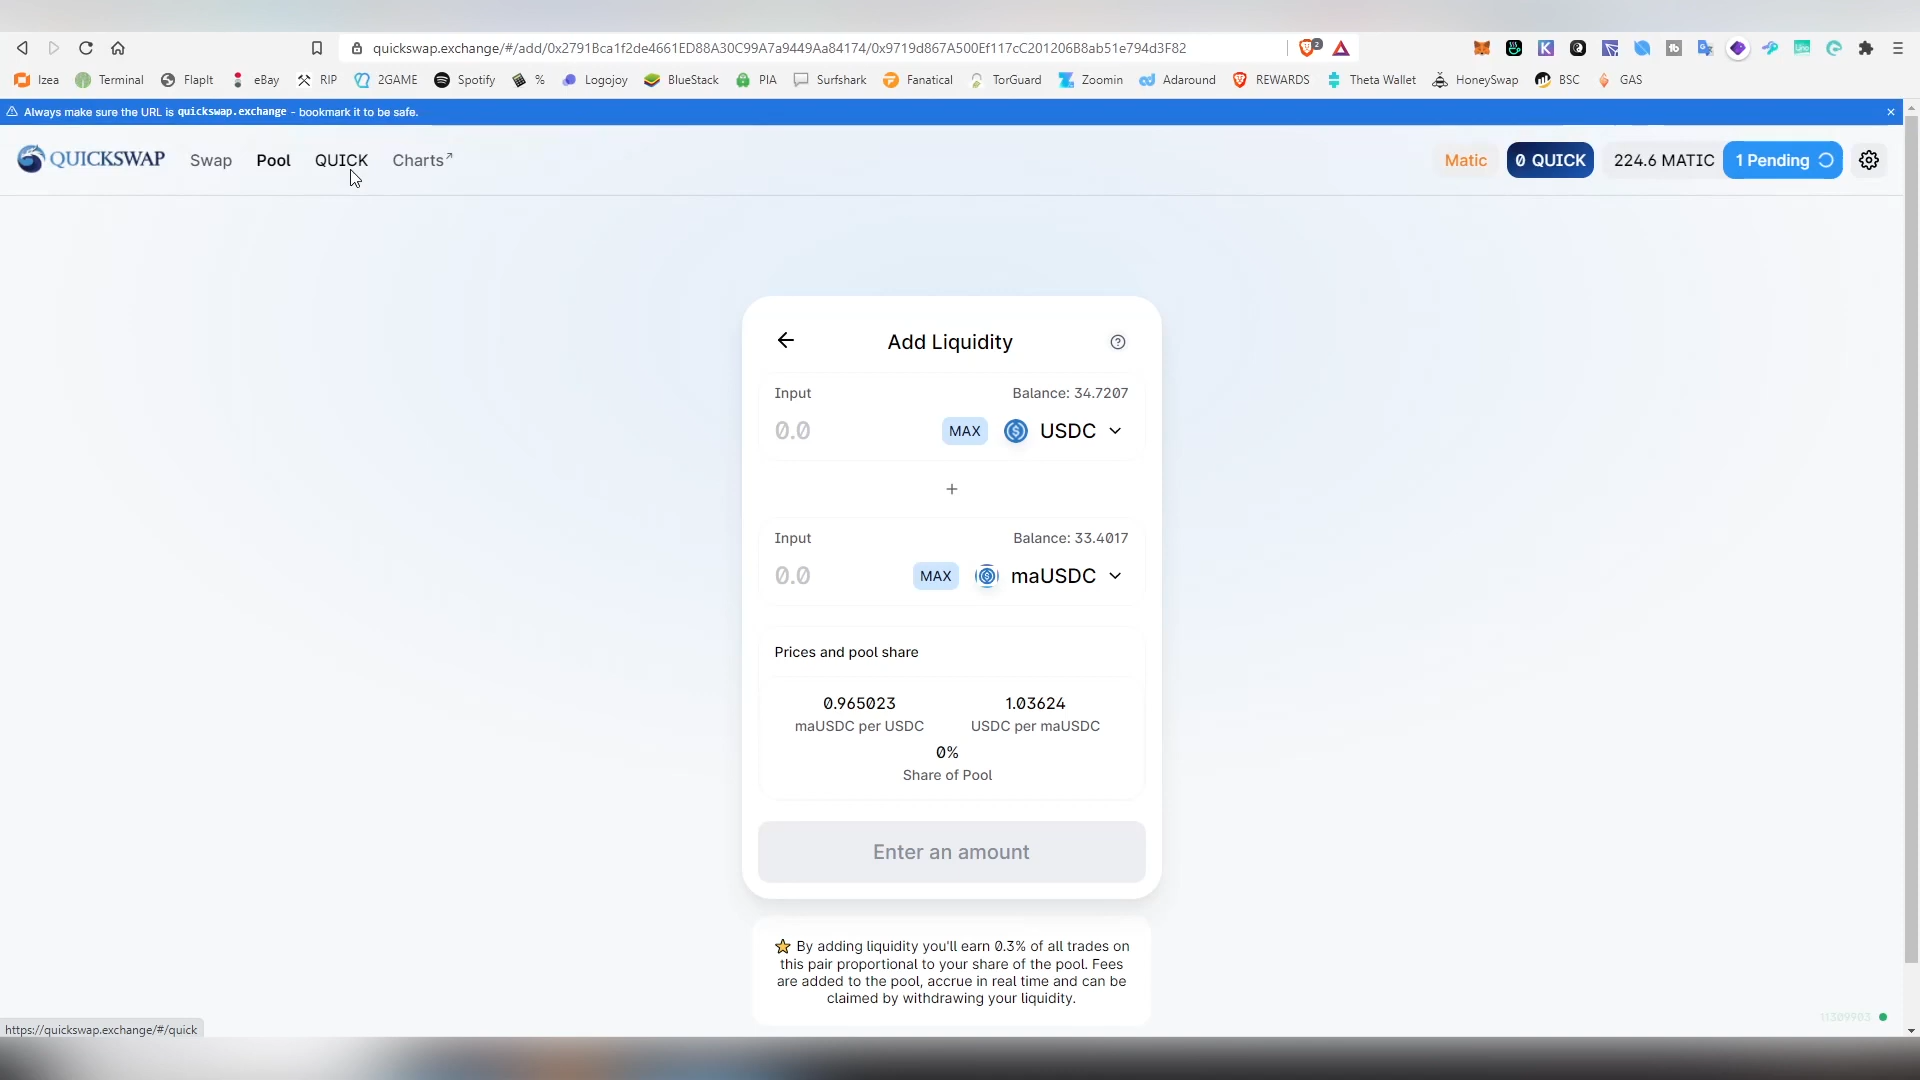 quickswap.exchange/#/add/0x2791Bca1f2de4661ED88A30C99A7a9449Aa84174/0x9719d867A500Ef117cC201206B8ab51e794d3F82
2
Izea
Terminal
FlapIt
eBay
RIP
2GAME
Spotify
%
Logojoy
BlueStack
PIA
Surfshark
Fanatical
TorGuard
Zoomin
Adaround
REWARDS
Theta Wallet
HoneySwap
BSC
GAS
Always make sure the URL is quickswap.exchange - bookmark it to be safe.
QUICKSWAP
Swap
Pool
QUICK
Charts↗
Matic
0 QUICK
224.6 MATIC
1 Pending
Add Liquidity
Input
Balance: 34.7207
0.0
MAX
USDC
+
Input
Balance: 33.4017
0.0
MAX
maUSDC
Prices and pool share
0.965023
1.03624
maUSDC per USDC
USDC per maUSDC
0%
Share of Pool
Enter an amount
⭐ By adding liquidity you'll earn 0.3% of all trades on
this pair proportional to your share of the pool. Fees
are added to the pool, accrue in real time and can be
claimed by withdrawing your liquidity.
11309903
https://quickswap.exchange/#/quick